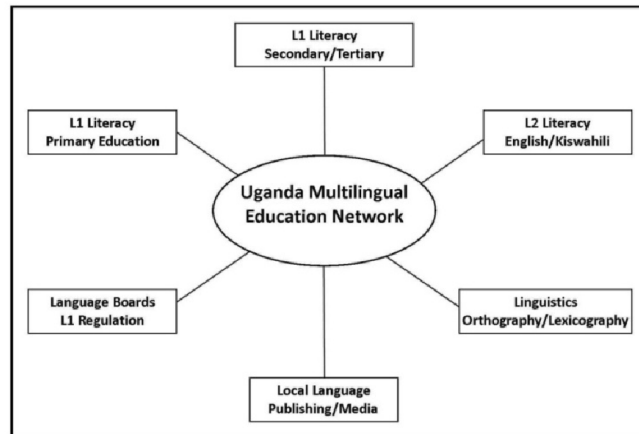 L1 Literacy
Secondary/Tertiary
L1 Literacy
Primary Education
L2 Literacy
English/Kiswahili
Uganda Multilingual
Education Network
Language Boards
L1 Regulation
Linguistics
Orthography/Lexicography
Local Language
Publishing/Media